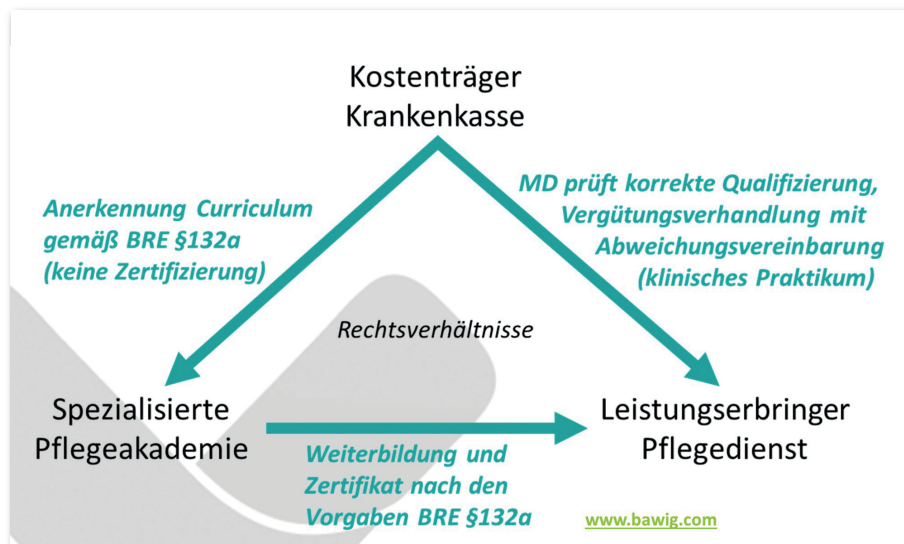 Kostenträger
Krankenkasse
Anerkennung Curriculum
gemäß BRE §132a
(keine Zertifizierung)
MD prüft korrekte Qualifizierung,
Vergütungsverhandlung mit
Abweichungsvereinbarung
(klinisches Praktikum)
Rechtsverhältnisse
Spezialisierte
Pflegeakademie
Leistungserbringer
Pflegedienst
Weiterbildung und
Zertifikat nach den
Vorgaben BRE §132a
www.bawig.com